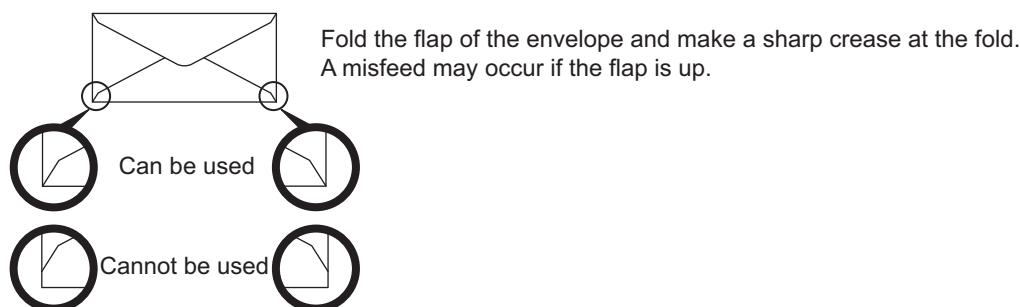 Fold the flap of the envelope and make a sharp crease at the fold.
A misfeed may occur if the flap is up.
Can be used
Cannot be used